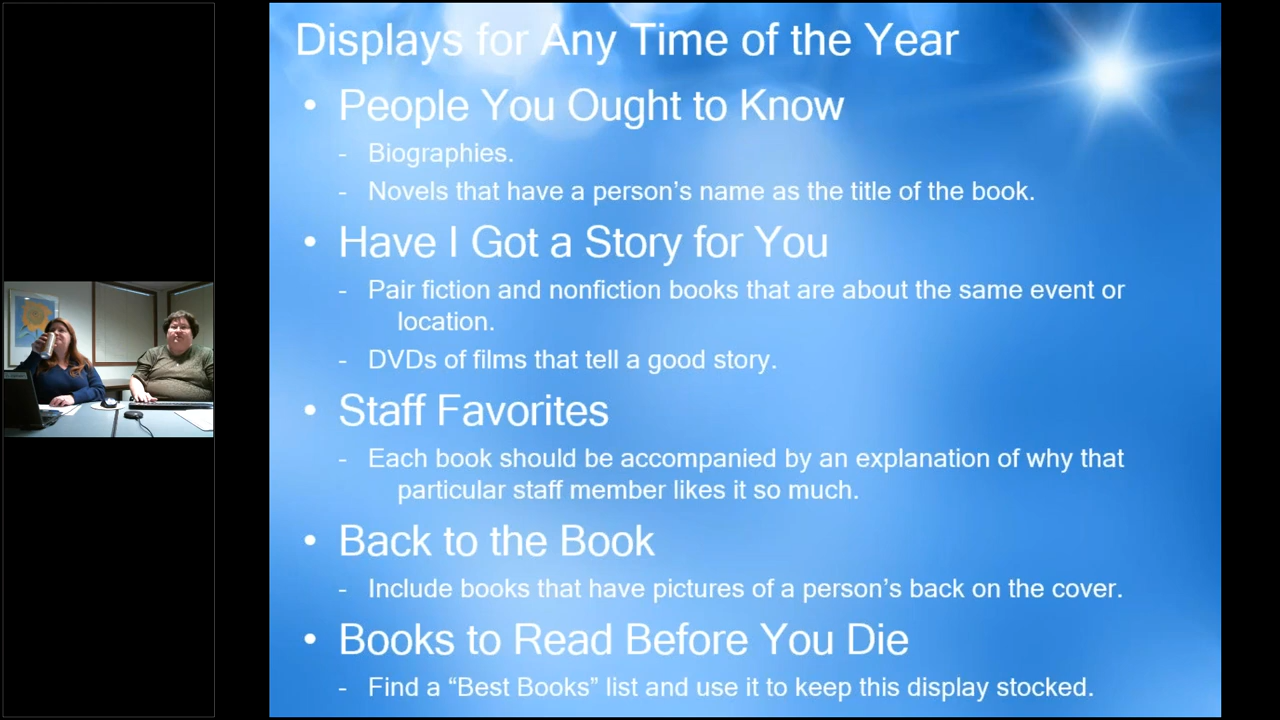 Displays for Any Time of the Year
• People You Ought to Know
- Biographies.
- Novels that have a person’s name as the title of the book.
• Have I Got a Story for You
- Pair fiction and nonfiction books that are about the same event or
location.
- DVDs of films that tell a good story.
• Staff Favorites
- Each book should be accompanied by an explanation of why that
particular staff member likes it so much.
• Back to the Book
- Include books that have pictures of a person’s back on the cover.
• Books to Read Before You Die
- Find a “Best Books” list and use it to keep this display stocked.